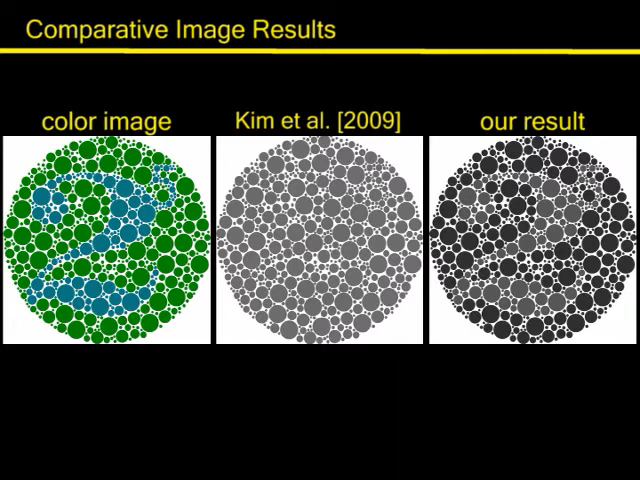 Comparative Image Results
color image
Kim et al. [2009]
our result